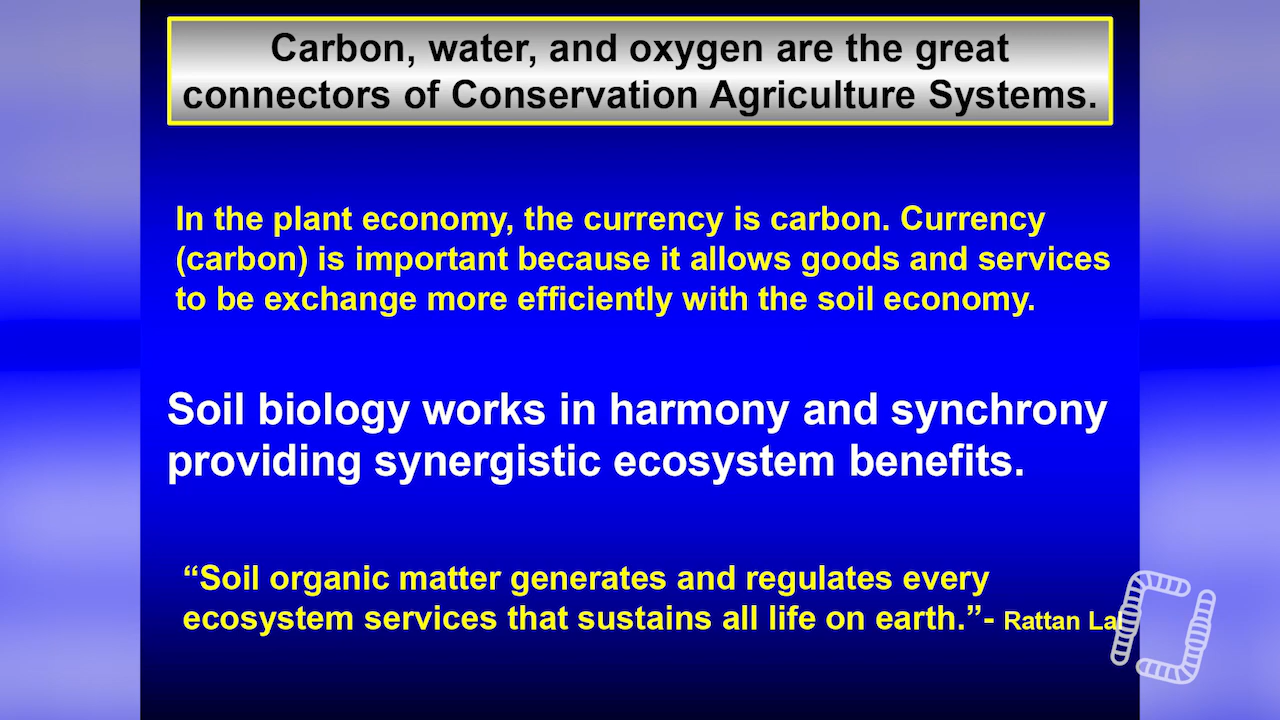 Carbon, water, and oxygen are the great
connectors of Conservation Agriculture Systems.
In the plant economy, the currency is carbon. Currency
(carbon) is important because it allows goods and services
to be exchange more efficiently with the soil economy.
Soil biology works in harmony and synchrony
providing synergistic ecosystem benefits.
“Soil organic matter generates and regulates every
ecosystem services that sustains all life on earth.”- Rattan Lal